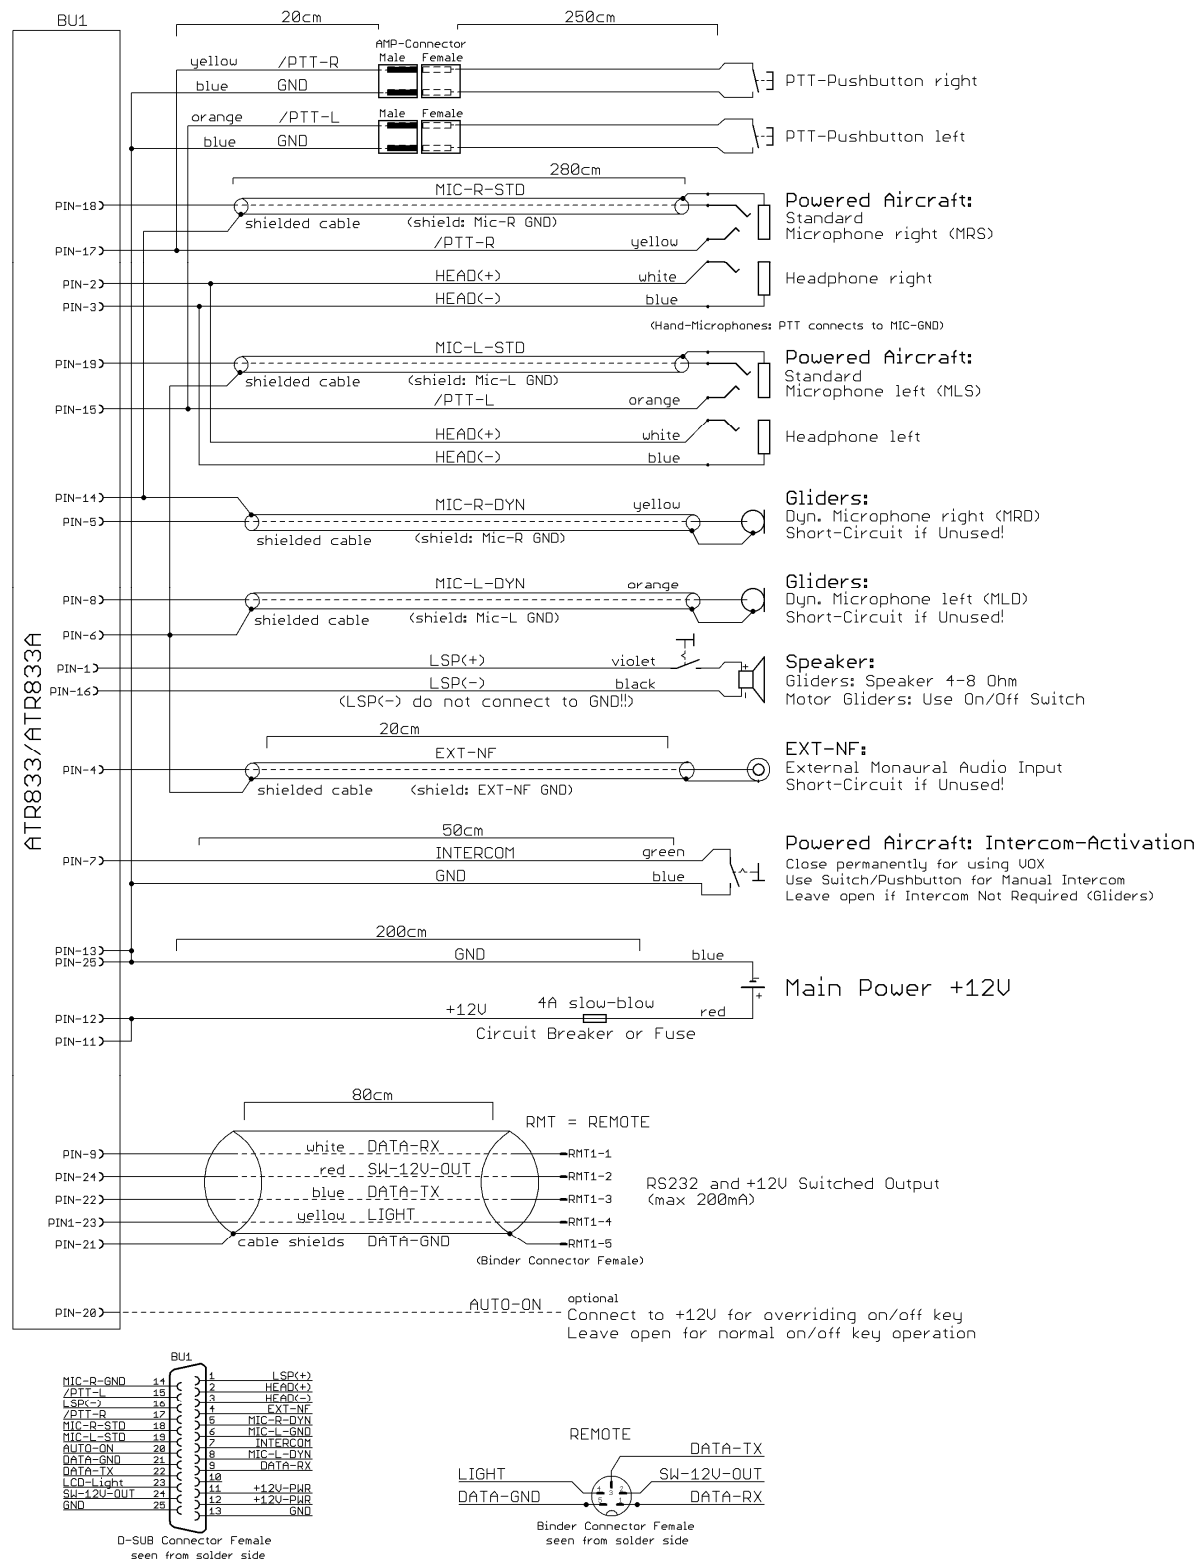 BU1
20cm
250cm
AMP-Connector
Male Female
yellow /PTT-R
blue GND
PTT-Pushbutton right
Male Female
orange /PTT-L
blue GND
PTT-Pushbutton left
280cm
PIN-18
MIC-R-STD
shielded cable (shield: Mic-R GND)
Powered Aircraft:
Standard
Microphone right (MRS)
PIN-17
/PTT-R yellow
PIN-2
HEAD(+) white
Headphone right
PIN-3
HEAD(-) blue
(Hand-Microphones: PTT connects to MIC-GND)
PIN-19
MIC-L-STD
shielded cable (shield: Mic-L GND)
Powered Aircraft:
Standard
Microphone left (MLS)
PIN-15
/PTT-L orange
HEAD(+) white
Headphone left
HEAD(-) blue
PIN-14
PIN-5
MIC-R-DYN yellow
shielded cable (shield: Mic-R GND)
Gliders:
Dyn. Microphone right (MRD)
Short-Circuit if Unused!
PIN-8
MIC-L-DYN orange
shielded cable (shield: Mic-L GND)
Gliders:
Dyn. Microphone left (MLD)
Short-Circuit if Unused!
PIN-6
PIN-1
LSP(+) violet
PIN-16
LSP(-) black
(LSP(-) do not connect to GND!!)
Speaker:
Gliders: Speaker 4-8 Ohm
Motor Gliders: Use On/Off Switch
ATR833/ATR833A
20cm
PIN-4
EXT-NF
shielded cable (shield: EXT-NF GND)
EXT-NF:
External Monaural Audio Input
Short-Circuit if Unused!
50cm
PIN-7
INTERCOM green
GND blue
Powered Aircraft: Intercom-Activation
Close permanently for using VOX
Use Switch/Pushbutton for Manual Intercom
Leave open if Intercom Not Required (Gliders)
200cm
PIN-13
PIN-25
GND blue
Main Power +12V
PIN-12
+12V 4A slow-blow red
Circuit Breaker or Fuse
PIN-11
80cm
RMT = REMOTE
PIN-9 white DATA-RX RMT1-1
PIN-24 red SW-12V-OUT RMT1-2
PIN-22 blue DATA-TX RMT1-3
PIN1-23 yellow LIGHT RMT1-4
PIN-21 cable shields DATA-GND RMT1-5
RS232 and +12V Switched Output
(max 200mA)
(Binder Connector Female)
PIN-20
AUTO-ON
optional
Connect to +12V for overriding on/off key
Leave open for normal on/off key operation
BU1
MIC-R-GND 14
/PTT-L 15
LSP(-) 16
/PTT-R 17
MIC-R-STD 18
MIC-L-STD 19
AUTO-ON 20
DATA-GND 21
DATA-TX 22
LCD-Light 23
SW-12V-OUT 24
GND 25
1 LSP(+)
2 HEAD(+)
3 HEAD(-)
4 EXT-NF
5 MIC-R-DYN
6 MIC-L-GND
7 INTERCOM
8 MIC-L-DYN
9 DATA-RX
10
11 +12V-PWR
12 +12V-PWR
13 GND
D-SUB Connector Female
seen from solder side
REMOTE
DATA-TX
LIGHT
SW-12V-OUT
DATA-GND
DATA-RX
4 3 2
5 1
Binder Connector Female
seen from solder side